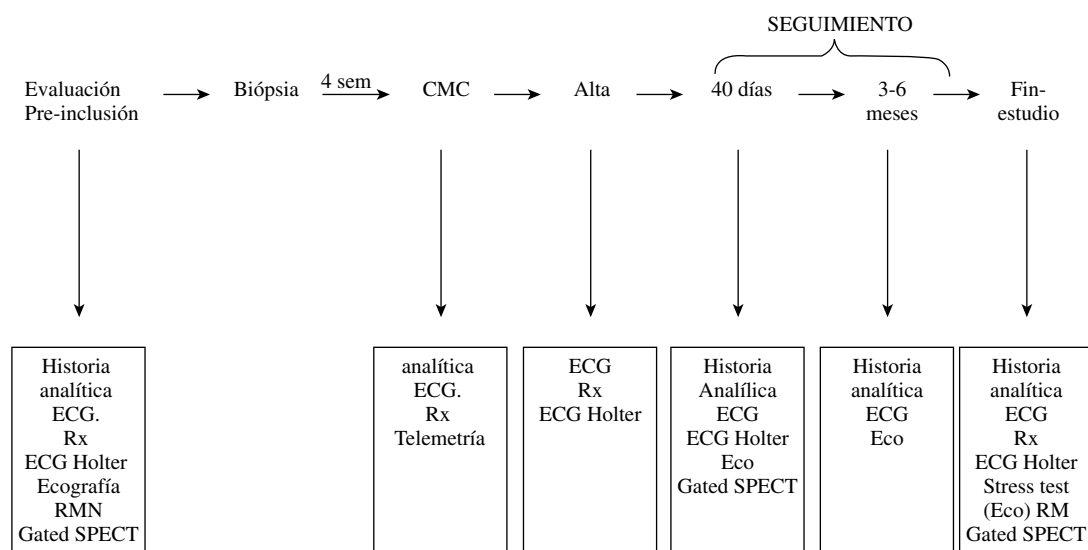 SEGUIMIENTO
Evaluación
Pre-inclusión
Biópsia
4 sem
CMC
Alta
40 días
3-6
meses
Fin-
estudio
Historia
analítica
ECG.
Rx
ECG Holter
Ecografía
RMN
Gated SPECT
analítica
ECG.
Rx
Telemetría
ECG
Rx
ECG Holter
Historia
Analílica
ECG
ECG Holter
Eco
Gated SPECT
Historia
analítica
ECG
Eco
Historia
analítica
ECG
Rx
ECG Holter
Stress test
(Eco) RM
Gated SPECT